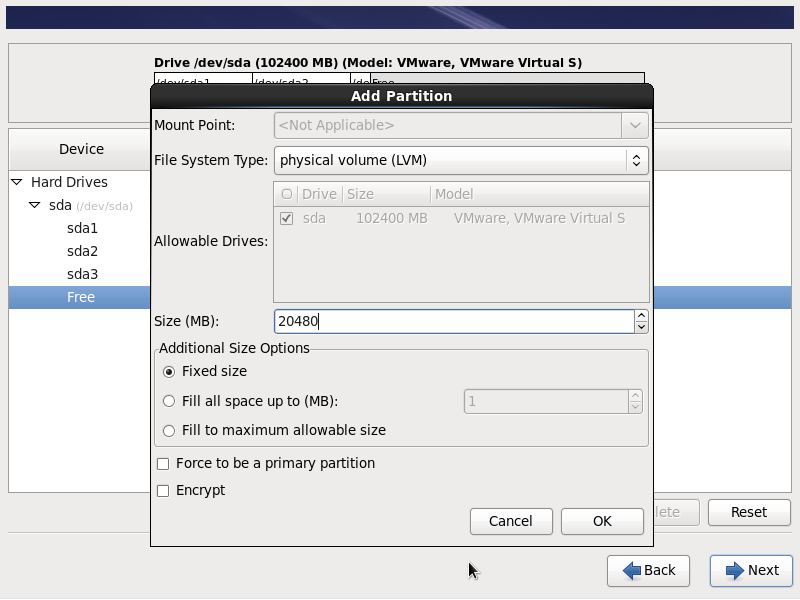 Drive /dev/sda (102400 MB) (Model: VMware, VMware Virtual S)
/dev/sda1 /dev/sda2 Free
Add Partition
Mount Point: <Not Applicable>
File System Type: physical volume (LVM)
Drive Size Model
sda 102400 MB VMware, VMware Virtual S
Allowable Drives:
Size (MB): 20480
Additional Size Options
Fixed size
Fill all space up to (MB): 1
Fill to maximum allowable size
Force to be a primary partition
Encrypt
Cancel OK
Device
Hard Drives
sda (/dev/sda)
sda1
sda2
sda3
Free
Reset
Back Next